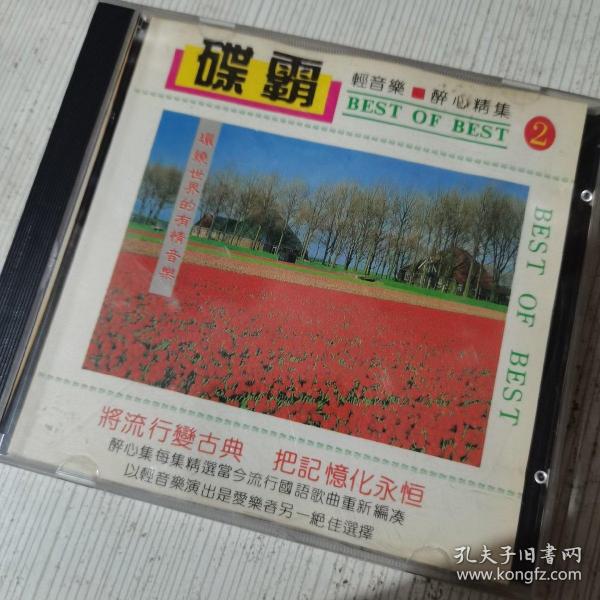 碟霸
輕音樂■醉心精集
BEST OF BEST
2
環繞世界的有情音樂
BEST OF BEST
將流行變古典 把記憶化永恒
醉心集每集精選當今流行國語歌曲重新編湊
以輕音樂演出是愛樂者另一絕佳選擇
孔夫子旧书网
www.kongfz.com